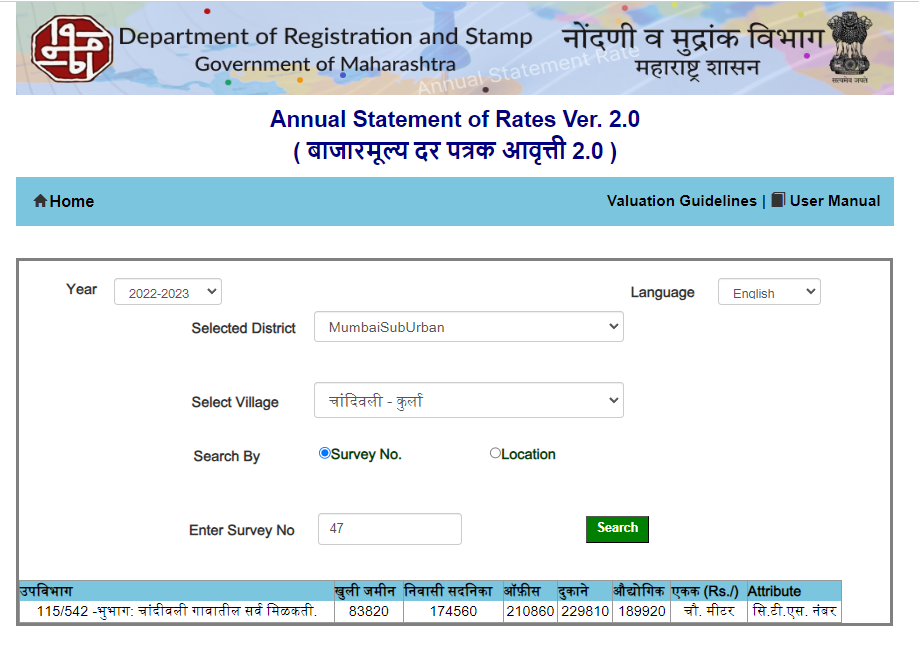 Department of Registration and Stamp
Government of Maharashtra
नोंदणी व मुद्रांक विभाग
महाराष्ट्र शासन
Annual Statement Rate
सत्यमेव जयते
Annual Statement of Rates Ver. 2.0
( बाजारमूल्य दर पत्रक आवृत्ती 2.0 )
Home Valuation Guidelines | User Manual
Year 2022-2023 Language English
Selected District MumbaiSubUrban
Select Village चांदिवली - कुर्ला
Search By Survey No. Location
Enter Survey No 47 Search
उपविभाग खुली जमीन निवासी सदनिका ऑफ़ीस दुकाने औद्योगिक एकक (Rs./) Attribute
115/542 -भुभाग: चांदीवली गावातील सर्व मिळकती. 83820 174560 210860 229810 189920 चौ. मीटर सि.टी.एस. नंबर